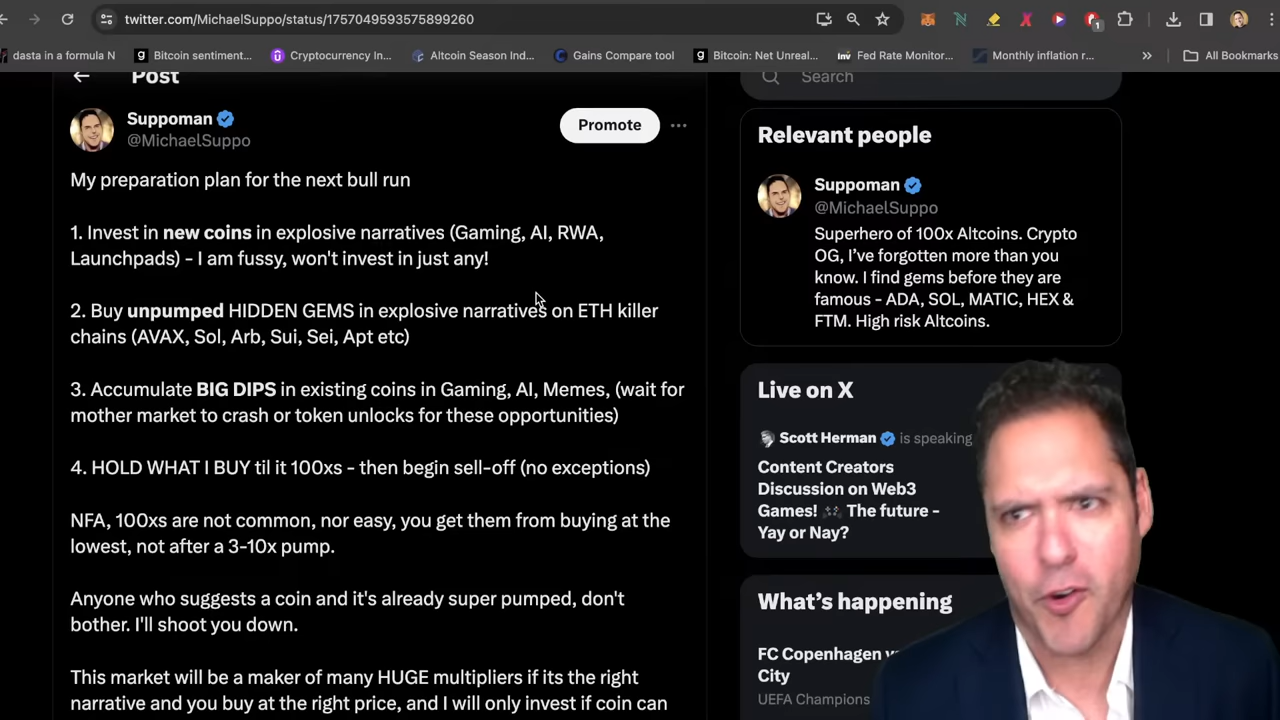 twitter.com/MichaelSuppo/status/1757049593575899260
dasta in a formula N
Bitcoin sentiment...
Cryptocurrency In...
Altcoin Season Ind...
Gains Compare tool
Bitcoin: Net Unreal...
Fed Rate Monitor...
Monthly inflation r...
»
All Bookmarks
Post
Suppoman
@MichaelSuppo
Promote
My preparation plan for the next bull run
1. Invest in new coins in explosive narratives (Gaming, AI, RWA,
Launchpads) - I am fussy, won't invest in just any!
2. Buy unpumped HIDDEN GEMS in explosive narratives on ETH killer
chains (AVAX, Sol, Arb, Sui, Sei, Apt etc)
3. Accumulate BIG DIPS in existing coins in Gaming, AI, Memes, (wait for
mother market to crash or token unlocks for these opportunities)
4. HOLD WHAT I BUY til it 100xs - then begin sell-off (no exceptions)
NFA, 100xs are not common, nor easy, you get them from buying at the
lowest, not after a 3-10x pump.
Anyone who suggests a coin and it's already super pumped, don't
bother. I'll shoot you down.
This market will be a maker of many HUGE multipliers if its the right
narrative and you buy at the right price, and I will only invest if coin can
Search
Relevant people
Suppoman
@MichaelSuppo
Superhero of 100x Altcoins. Crypto
OG, I've forgotten more than you
know. I find gems before they are
famous - ADA, SOL, MATIC, HEX &
FTM. High risk Altcoins.
Live on X
Scott Herman is speaking
Content Creators
Discussion on Web3
Games! The future -
Yay or Nay?
What's happening
FC Copenhagen
City
UEFA Champions